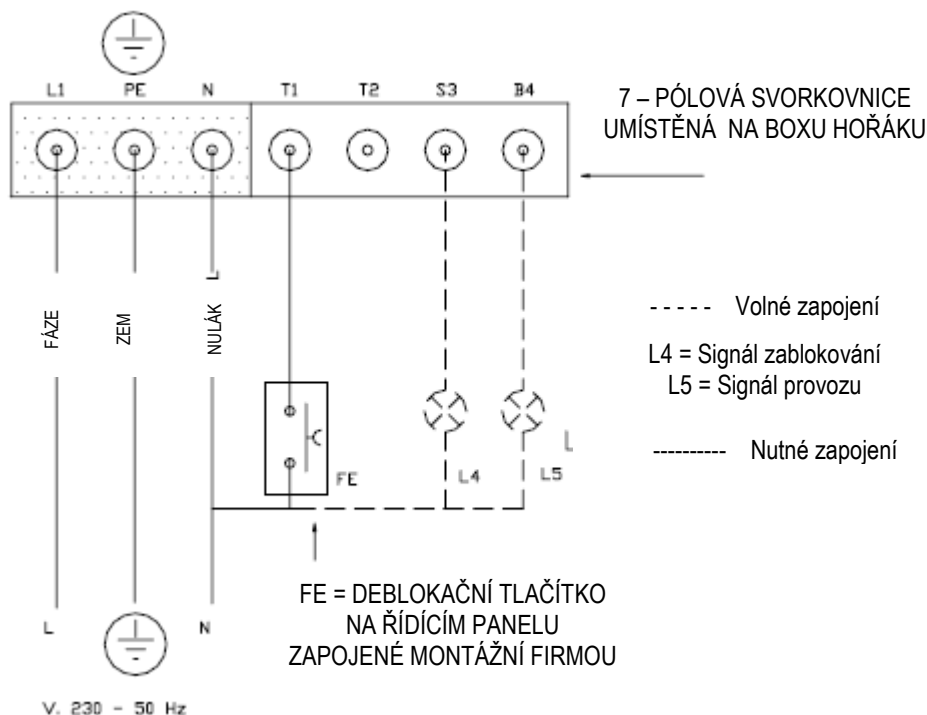 L1 PE N T1 T2 S3 B4
7 – PÓLOVÁ SVORKOVNICE
UMÍSTĚNÁ NA BOXU HOŘÁKU
FÁZE
ZEM
NULÁK
L
- - - - - Volné zapojení
L4 = Signál zablokování
L5 = Signál provozu
---------- Nutné zapojení
FE
L4
L5
L
FE = DEBLOKAČNÍ TLAČÍTKO
NA ŘÍDÍCÍM PANELU
ZAPOJENÉ MONTÁŽNÍ FIRMOU
L N
V. 230 - 50 Hz